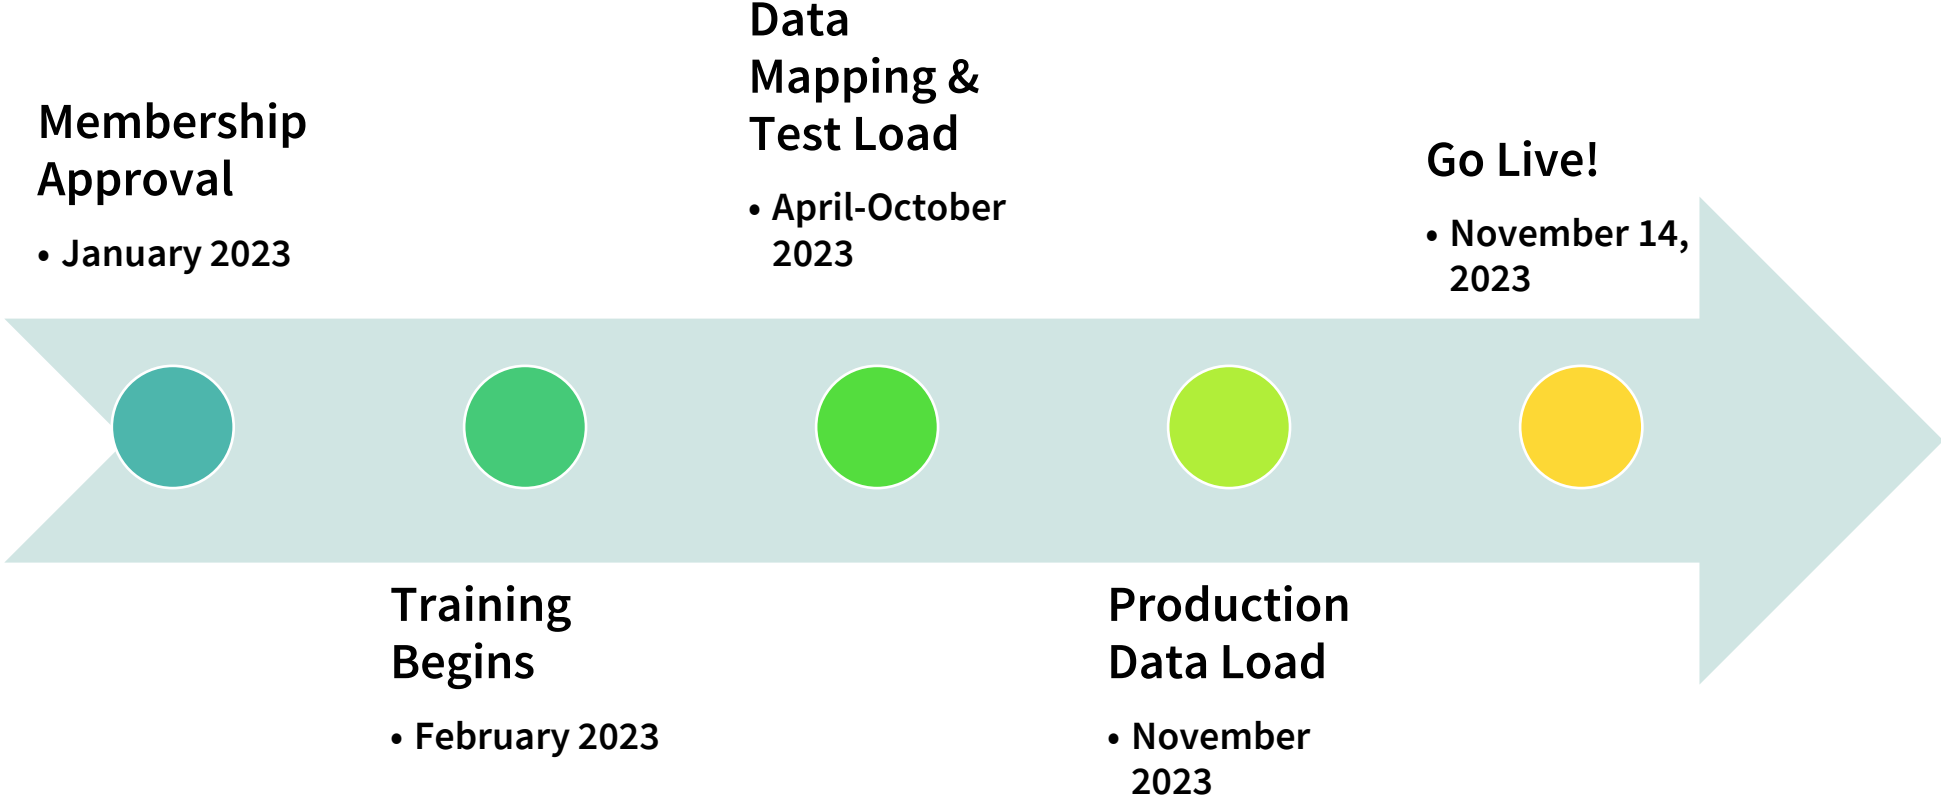 Membership
Approval
• January 2023
Training
Begins
• February 2023
Data
Mapping &
Test Load
• April-October
2023
Production
Data Load
• November
2023
Go Live!
• November 14,
2023